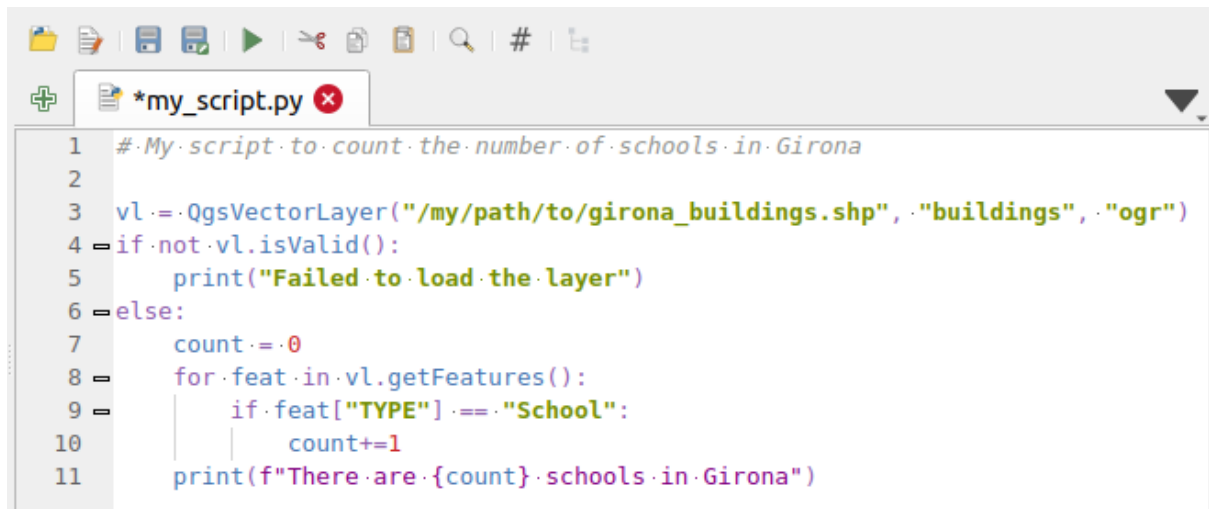 *my_script.py
1 # My script to count the number of schools in Girona
2
3 vl = QgsVectorLayer("/my/path/to/girona_buildings.shp", "buildings", "ogr")
4 if not vl.isValid():
5     print("Failed to load the layer")
6 else:
7     count = 0
8     for feat in vl.getFeatures():
9         if feat["TYPE"] == "School":
10             count+=1
11     print(f"There are {count} schools in Girona")